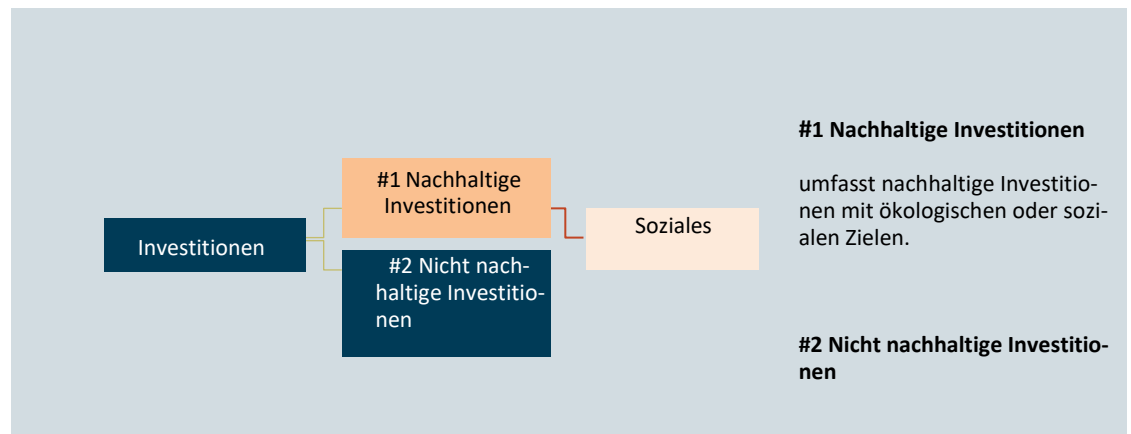 Investitionen
#1 Nachhaltige
Investitionen
#2 Nicht nach-
haltige Investitio-
nen
Soziales
#1 Nachhaltige Investitionen
umfasst nachhaltige Investitio-
nen mit ökologischen oder sozi-
alen Zielen.
#2 Nicht nachhaltige Investitio-
nen